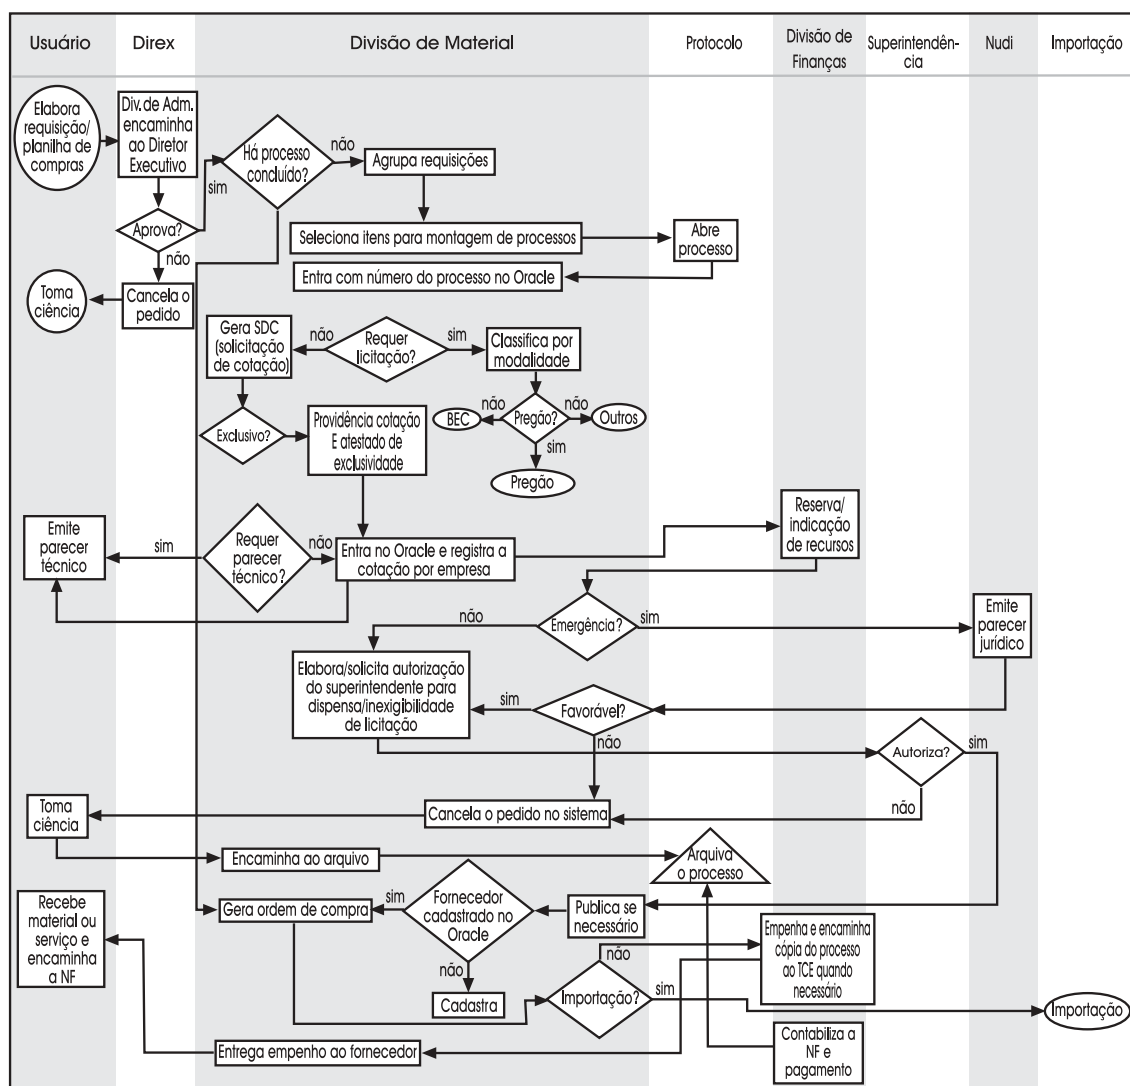 Usuário
Direx
Divisão de Material
Protocolo
Divisão de
Finanças
Superintendên-
cia
Nudi
Importação
Elabora
requisição/
planilha de
compras
Div. de Adm.
encaminha
ao Diretor
Executivo
Há processo
concluído?
não
Agrupa requisições
sim
Aprova?
Seleciona itens para montagem de processos
Abre
processo
não
Entra com número do processo no Oracle
Toma
ciência
Cancela o
pedido
Gera SDC
(solicitação
de cotação)
não
Requer
licitação?
sim
Classifica por
modalidade
não
não
BEC
Pregão?
Outros
Exclusivo?
Providência cotação
E atestado de
exclusividade
sim
Pregão
Reserva/
indicação
de recursos
Emite
parecer
técnico
sim
Requer
parecer
técnico?
não
Entra no Oracle e registra a
cotação por empresa
não
Emergência?
sim
Emite
parecer
jurídico
Elabora/solicita autorização
do superintendente para
dispensa/inexigibilidade
de licitação
sim
Favorável?
não
Autoriza?
sim
não
Toma
ciência
Cancela o pedido no sistema
Encaminha ao arquivo
Arquiva
o processo
Recebe
material ou
serviço e
encaminha
a NF
Gera ordem de compra
sim
Fornecedor
cadastrado no
Oracle
Publica se
necessário
não
Cadastra
não
Importação?
sim
Empenha e encaminha
cópia do processo
ao TCE quando
necessário
Importação
Entrega empenho ao fornecedor
Contabiliza a
NF e
pagamento